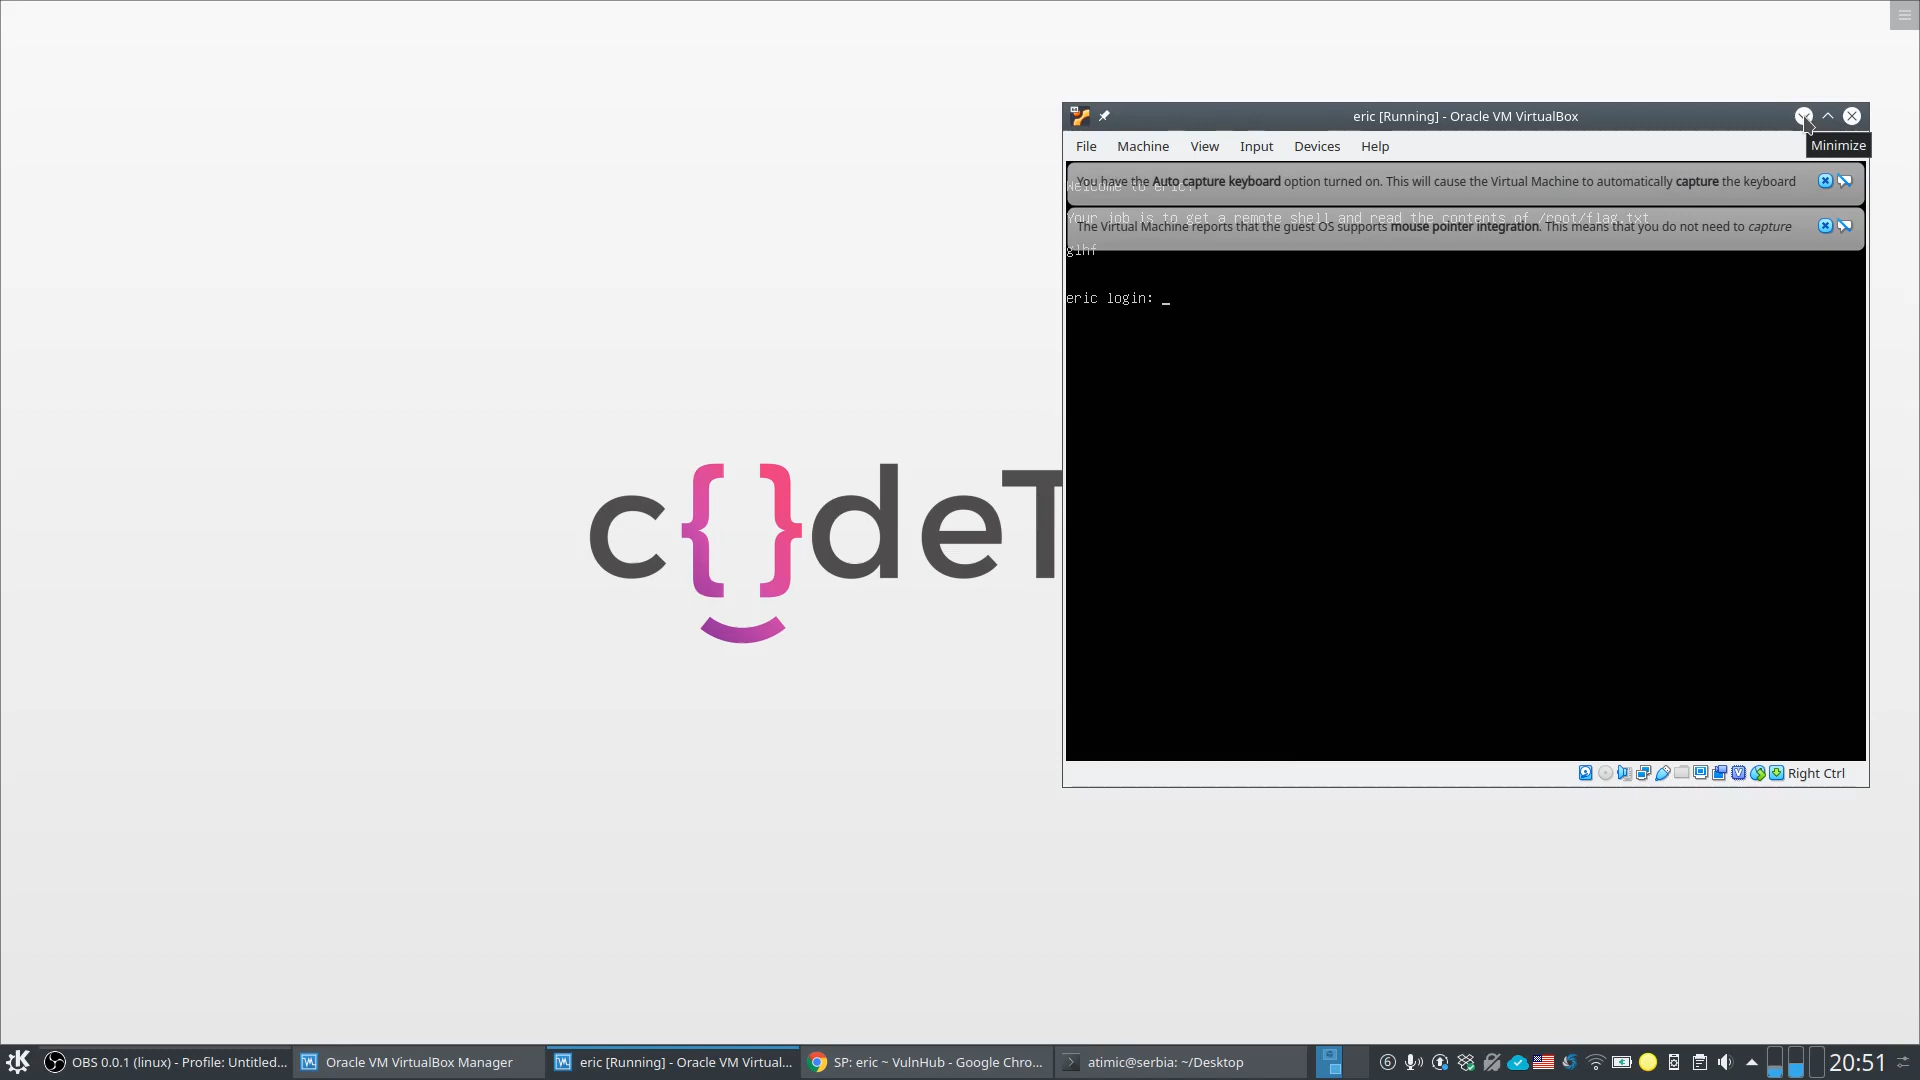 eric [Running] - Oracle VM VirtualBox
File Machine View Input Devices Help
Minimize
You have the Auto capture keyboard option turned on. This will cause the Virtual Machine to automatically capture the keyboard
Welcome to eric!
Your job is to get a remote shell and read the contents of /root/flag.txt
The Virtual Machine reports that the guest OS supports mouse pointer integration. This means that you do not need to capture
glhf
eric login: _
c{ }deT
Right Ctrl
OBS 0.0.1 (linux) - Profile: Untitled... Oracle VM VirtualBox Manager eric [Running] - Oracle VM Virtual... SP: eric ~ VulnHub - Google Chro... atimic@serbia: ~/Desktop 6 20:51